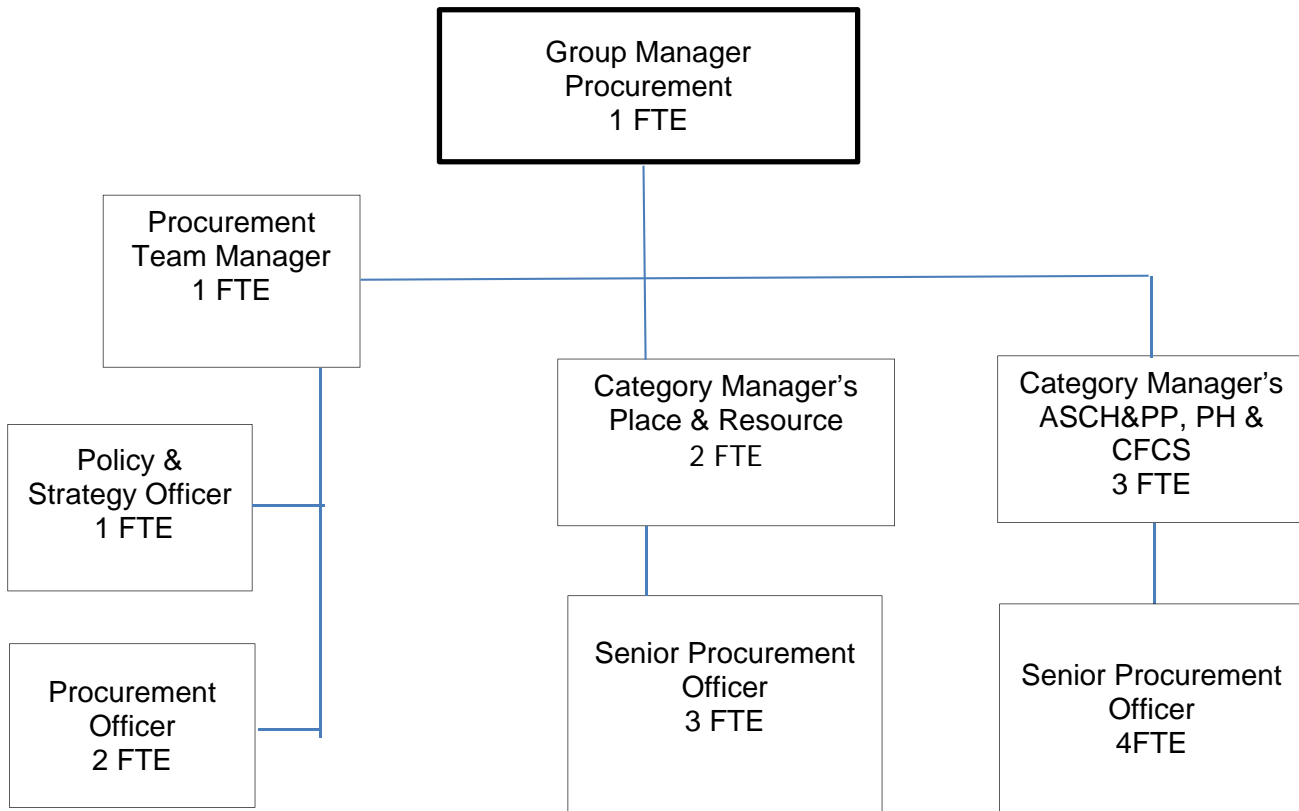 Group Manager
Procurement
1 FTE
Procurement
Team Manager
1 FTE
Category Manager’s
Place & Resource
2 FTE
Category Manager’s
ASCH&PP, PH &
CFCS
3 FTE
Policy &
Strategy Officer
1 FTE
Senior Procurement
Officer
3 FTE
Senior Procurement
Officer
4FTE
Procurement
Officer
2 FTE